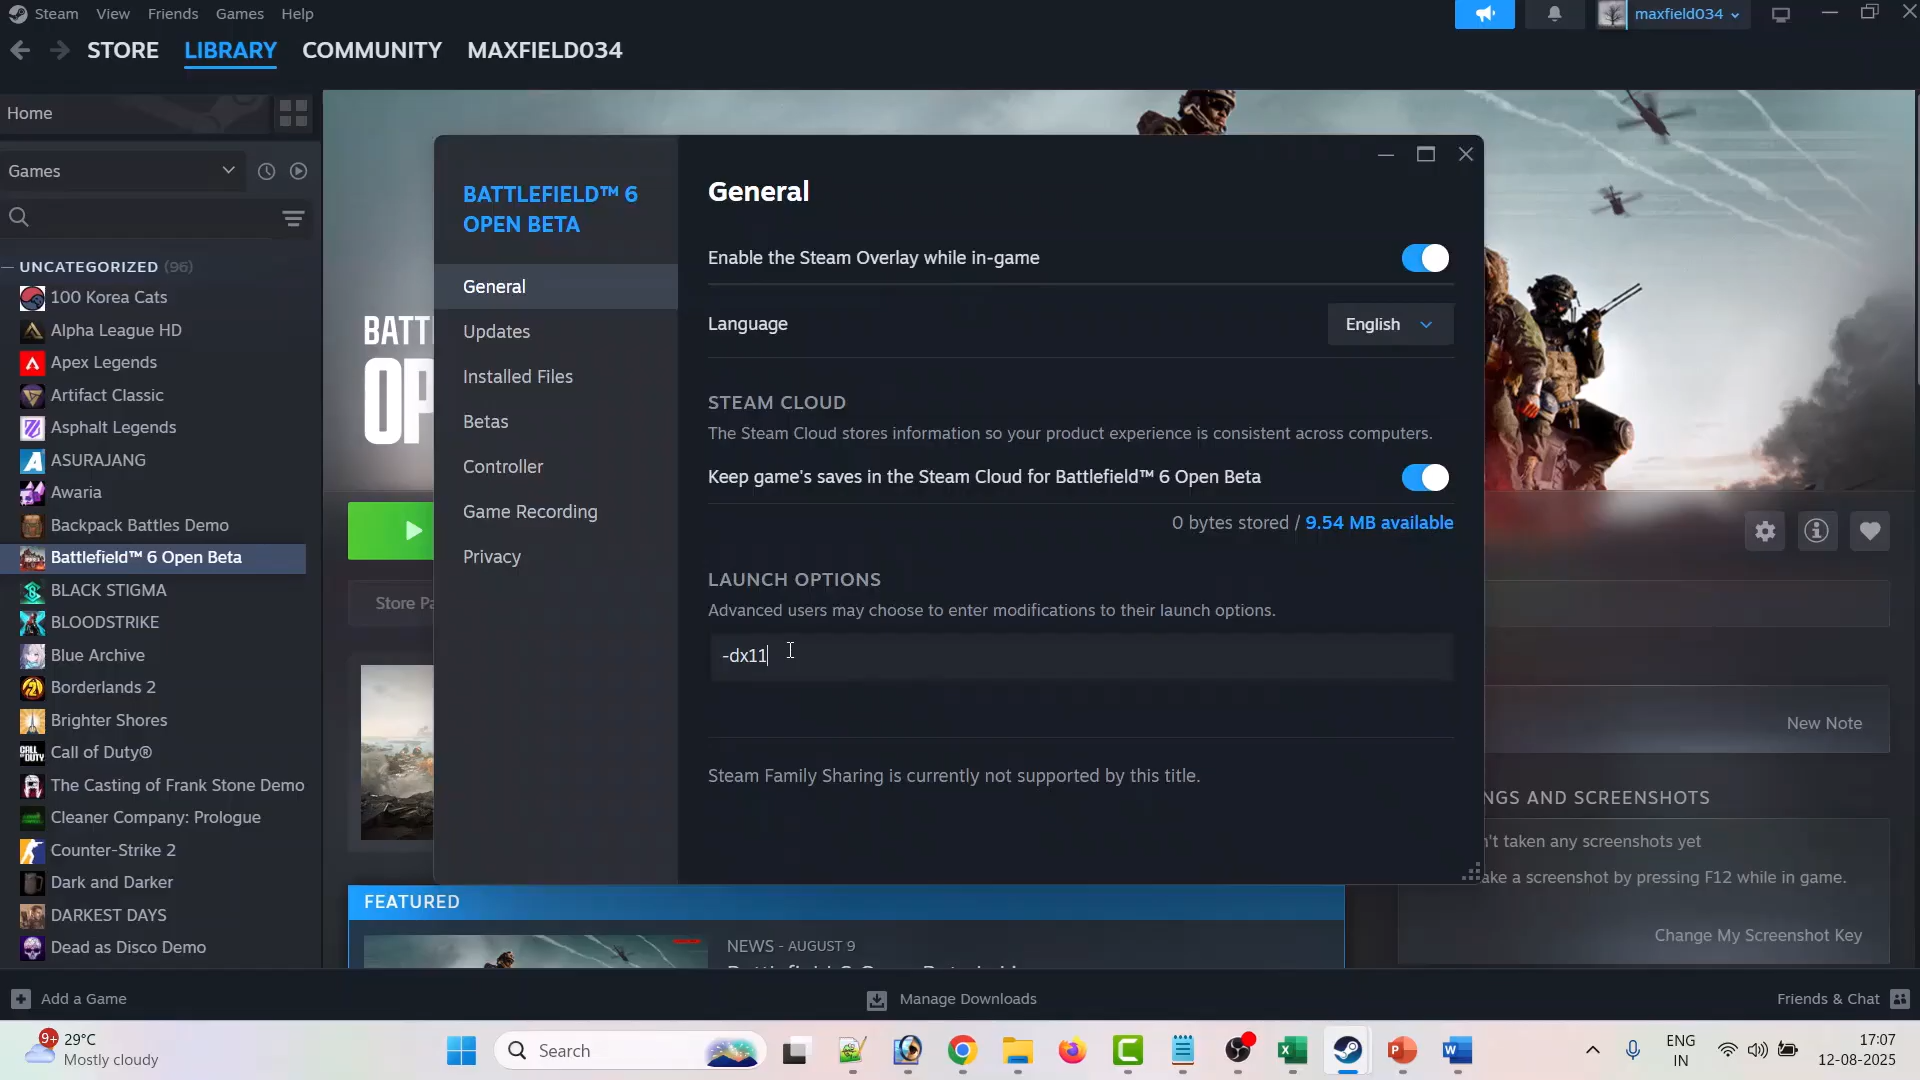 Steam View Friends Games Help
maxfield034
STORE LIBRARY COMMUNITY MAXFIELD034
Home
Games
UNCATEGORIZED (96)
100 Korea Cats
Alpha League HD
Apex Legends
Artifact Classic
Asphalt Legends
ASURAJANG
Awaria
Backpack Battles Demo
Battlefield™ 6 Open Beta
BLACK STIGMA
BLOODSTRIKE
Blue Archive
Borderlands 2
Brighter Shores
Call of Duty®
The Casting of Frank Stone Demo
Cleaner Company: Prologue
Counter-Strike 2
Dark and Darker
DARKEST DAYS
Dead as Disco Demo
BATT
OP
Store Pa
BATTLEFIELD™ 6
OPEN BETA
General
Updates
Installed Files
Betas
Controller
Game Recording
Privacy
General
Enable the Steam Overlay while in-game
Language
English
STEAM CLOUD
The Steam Cloud stores information so your product experience is consistent across computers.
Keep game's saves in the Steam Cloud for Battlefield™ 6 Open Beta
0 bytes stored / 9.54 MB available
LAUNCH OPTIONS
Advanced users may choose to enter modifications to their launch options.
-dx11
Steam Family Sharing is currently not supported by this title.
New Note
NGS AND SCREENSHOTS
n't taken any screenshots yet
ake a screenshot by pressing F12 while in game.
Change My Screenshot Key
FEATURED
NEWS - AUGUST 9
Add a Game
Manage Downloads
Friends & Chat
9+
29°C
Mostly cloudy
Search
ENG
IN
17:07
12-08-2025